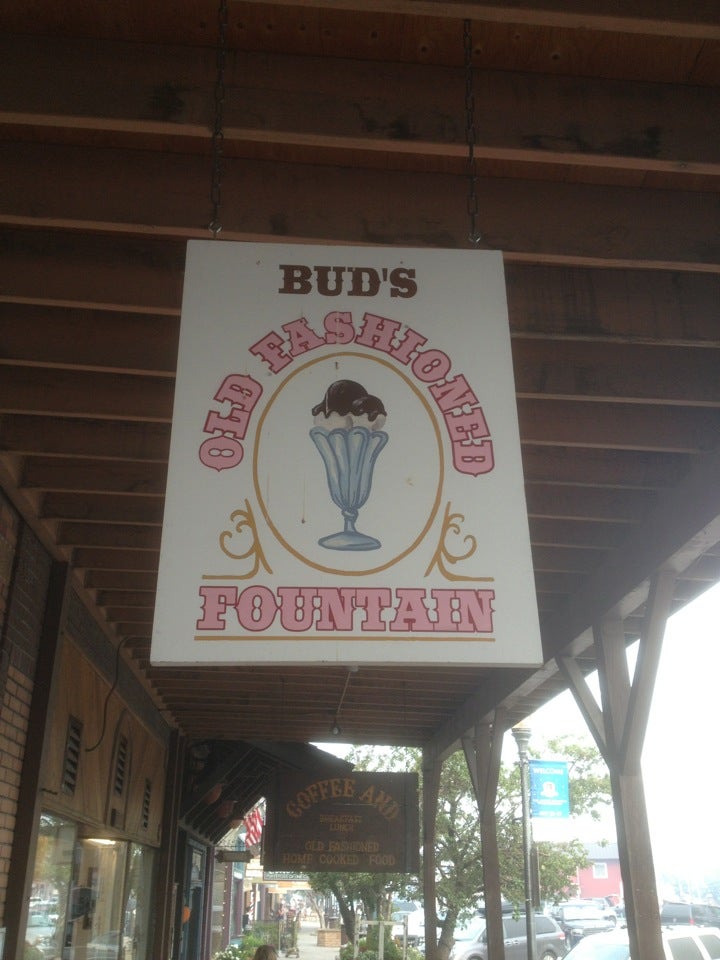 BUD'S
OLD FASHIONED
FOUNTAIN
COFFEE AND
BREAKFAST
LUNCH
OLD FASHIONED
HOME COOKED FOOD
WELCOME